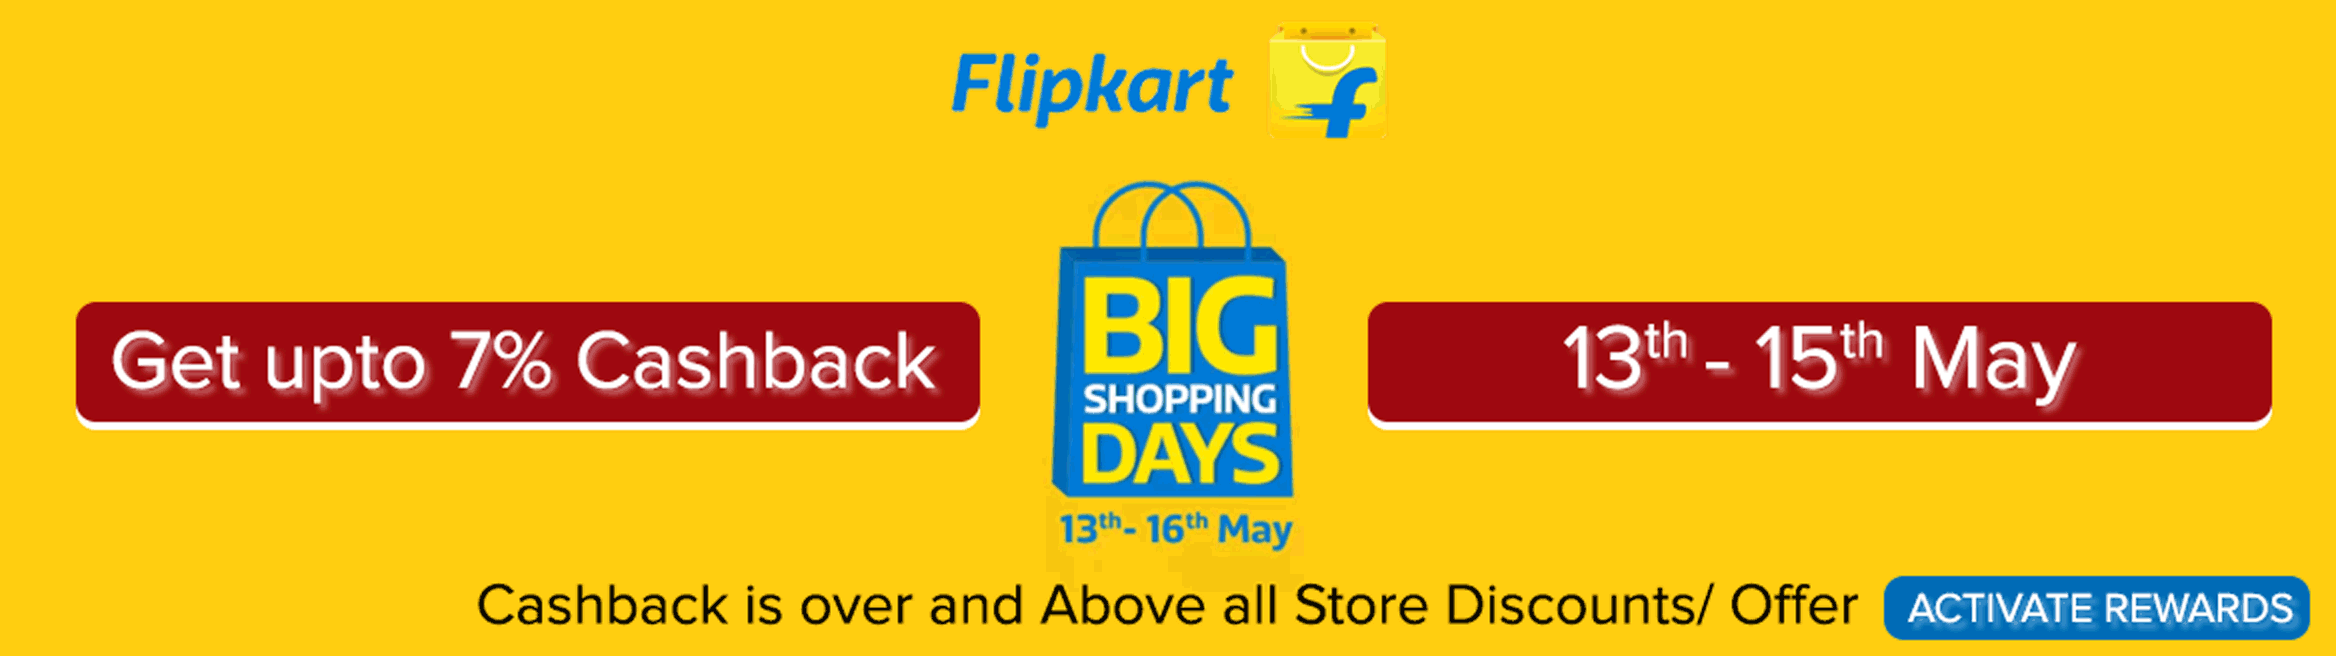 Flipkart
f
Get upto 7% Cashback
BIG
SHOPPING
DAYS
13th- 16th May
13th - 15th May
Cashback is over and Above all Store Discounts/ Offer
ACTIVATE REWARDS